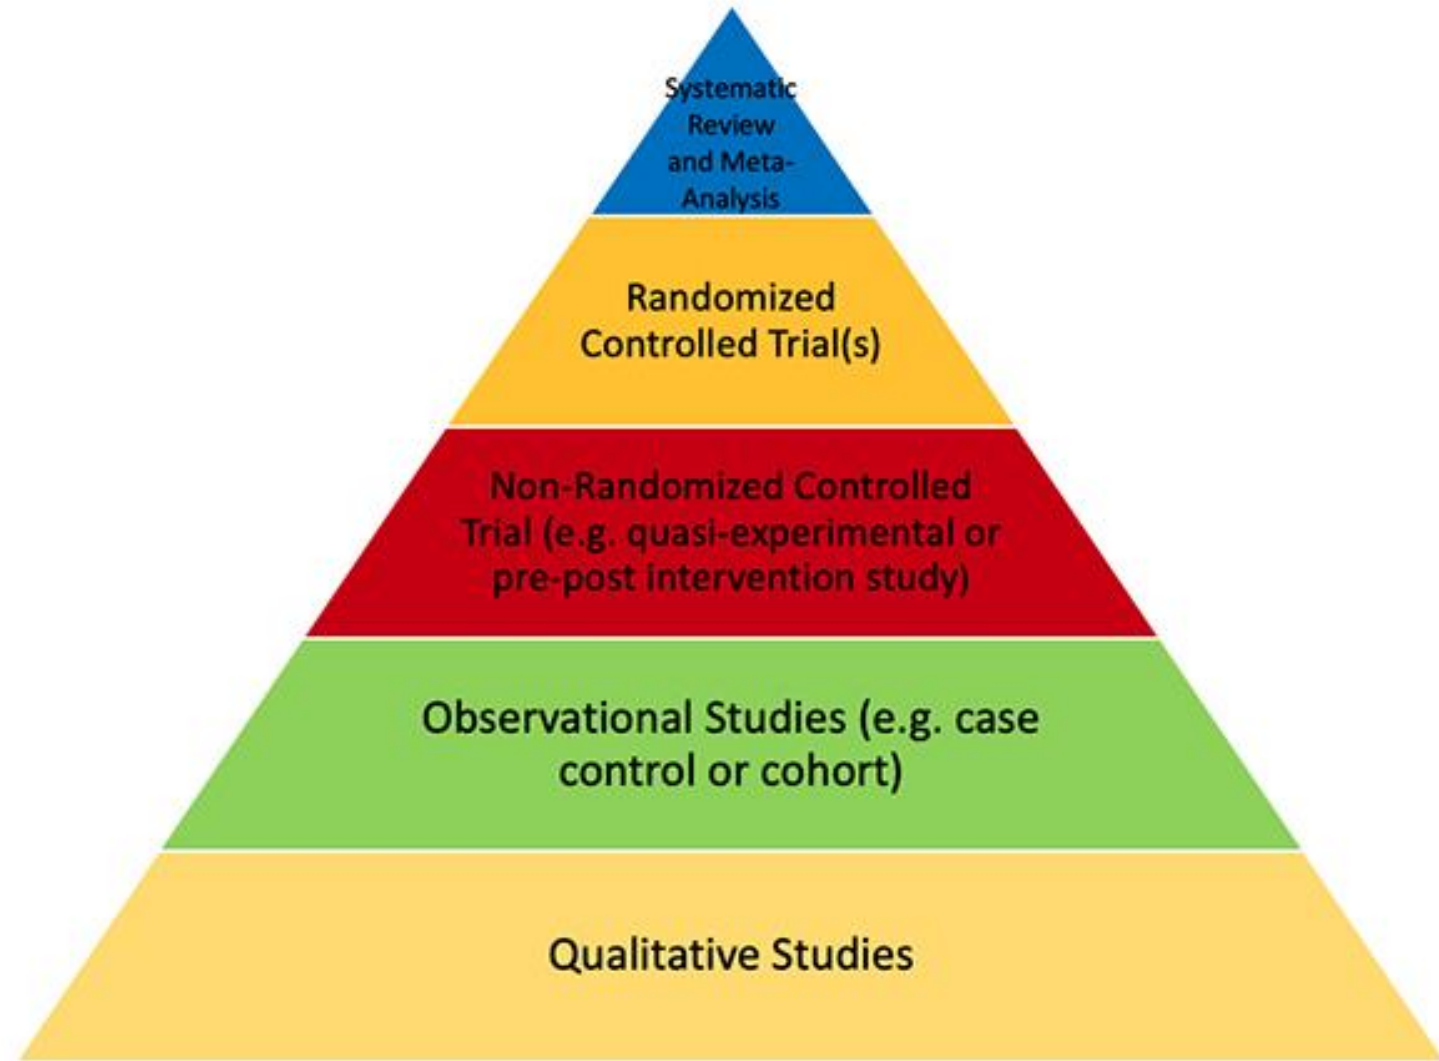 Systematic
Review
and Meta-
Analysis
Randomized
Controlled Trial(s)
Non-Randomized Controlled
Trial (e.g. quasi-experimental or
pre-post intervention study)
Observational Studies (e.g. case
control or cohort)
Qualitative Studies